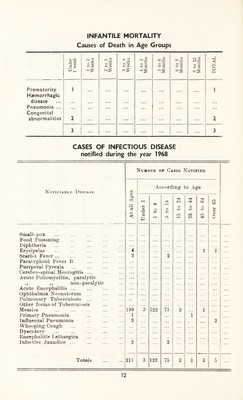 INFANTILE MORTALITY
Causes of Death in Age Groups
Under 1 week | 1 to 2 Weeks | 2 to 3 Weeks | 3 to 4 Weeks | 1 to 3 Months | 3 to 6 Months | 6 to 9 Months | 9 to 12 Months | TOTAL
Prematurity 1 ... ... ... ... ... ... ... 1
Hæmorrhagic
disease ... ... ... ... ... ... ... ... ... ...
Pneumonia ... ... ... ... ... ... ... ... ... ...
Congenital
abnormalities 2 ... ... ... ... ... ... ... 2
3 ... ... ... ... ... ... ... 3
CASES OF INFECTIOUS DISEASE
notified during the year 1968
NUMBER OF CASES NOTIFIED
NOTIFIABLE DISEASE
According to Age
At all Ages. | Under 1 | 1 to 4 | 5 to 14 | 15 to 24 | 25 to 44 | 45 to 64 | Over 65
Small-pox
Food Poisoning
Diphtheria
Erysipelas 4 2 2
Scarlet Fever 2 2
Paratyphoid Fever B
Puerperal Pyrexia
Cerebro-spinal Meningitis
Acute Poliomyelitis, paralytic
,, ,, non-paralytic
Acute Encephalitis
Ophthalmia Neonatorum
Pulmonary Tuberculosis
Other forms of Tuberculosis
Measles 3 122 1
Primary Pneumonia 1 1
Influenzal Pneumonia 3 3
Whooping Cough
Dysentery
Encephalitis Lethargica
Infective Jaundice 2 2
Totals 211 3 122 75 2 1 3 5
12